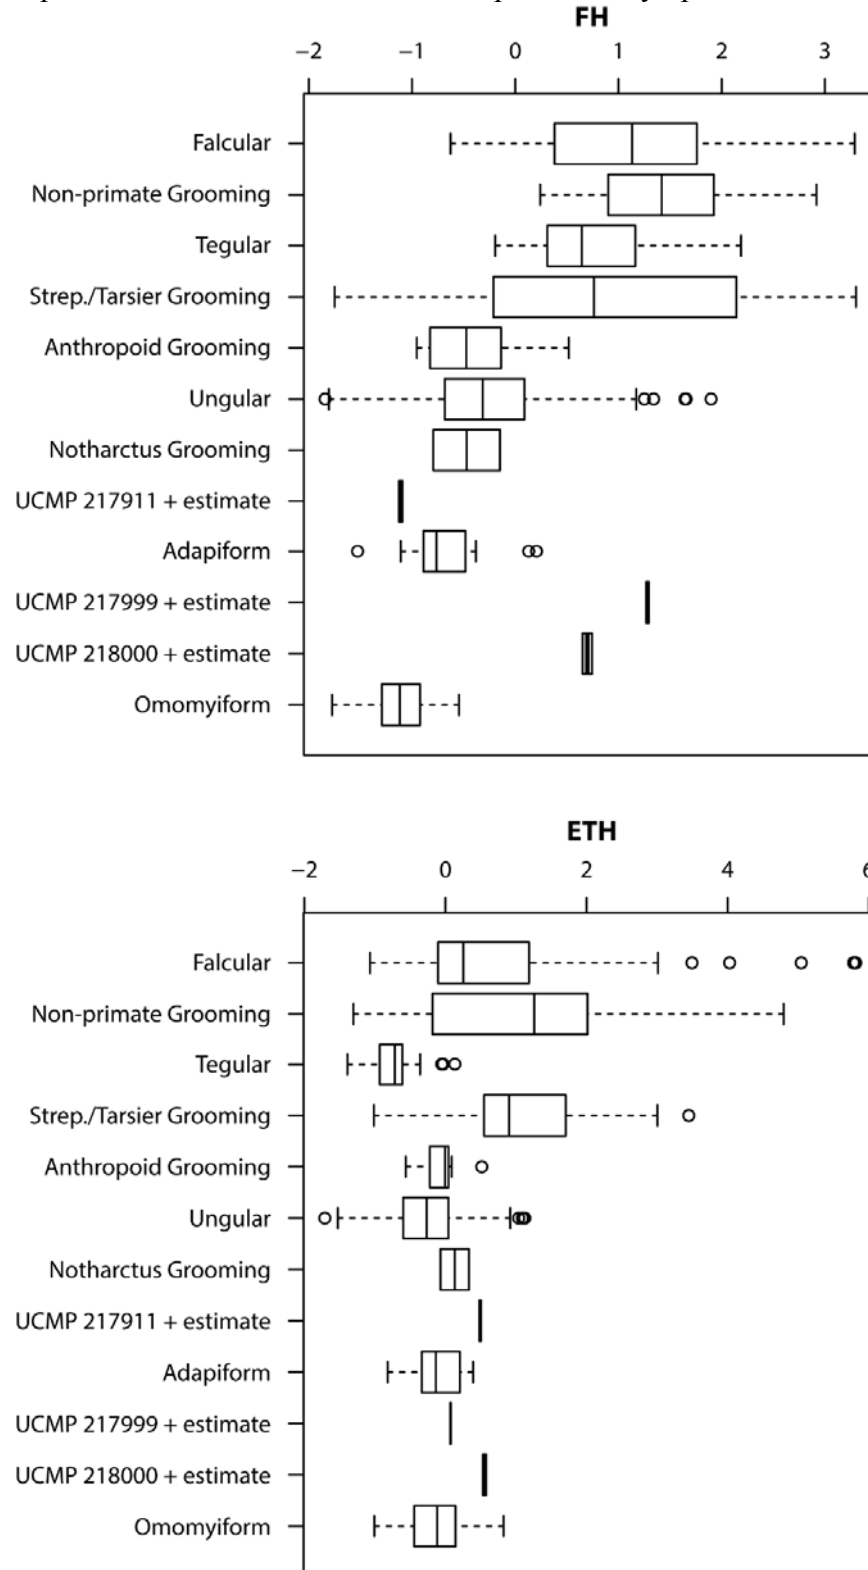 FH
−2 −1 0 1 2 3
Falcular
Non-primate Grooming
Tegular
Strep./Tarsier Grooming
Anthropoid Grooming
Ungular
Notharctus Grooming
UCMP 217911 + estimate
Adapiform
UCMP 217999 + estimate
UCMP 218000 + estimate
Omomyiform
ETH
−2 0 2 4 6
Falcular
Non-primate Grooming
Tegular
Strep./Tarsier Grooming
Anthropoid Grooming
Ungular
Notharctus Grooming
UCMP 217911 + estimate
Adapiform
UCMP 217999 + estimate
UCMP 218000 + estimate
Omomyiform